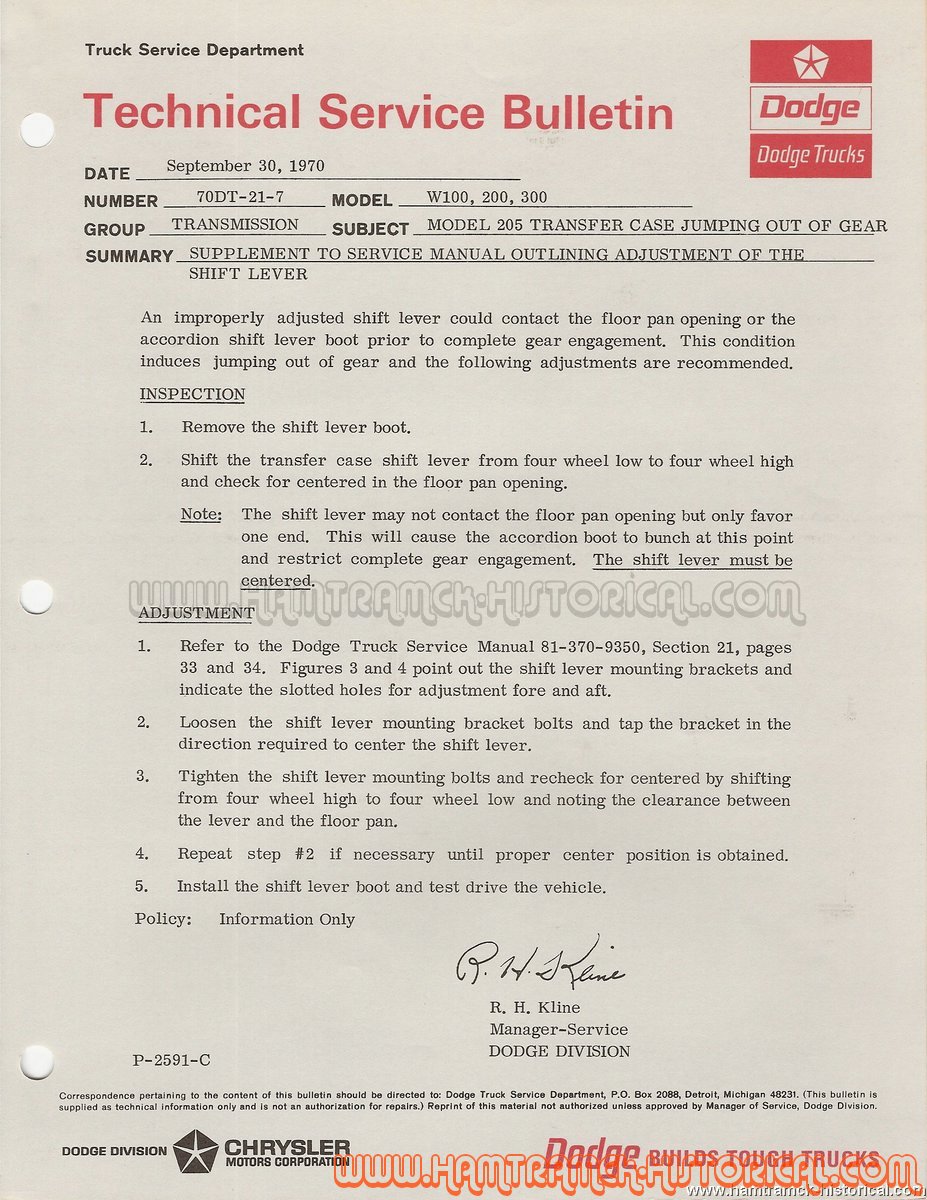 Truck Service Department
Technical Service Bulletin
Dodge
Dodge Trucks
DATE September 30, 1970
NUMBER 70DT-21-7 MODEL W100, 200, 300
GROUP TRANSMISSION SUBJECT MODEL 205 TRANSFER CASE JUMPING OUT OF GEAR
SUMMARY SUPPLEMENT TO SERVICE MANUAL OUTLINING ADJUSTMENT OF THE
SHIFT LEVER
An improperly adjusted shift lever could contact the floor pan opening or the
accordion shift lever boot prior to complete gear engagement. This condition
induces jumping out of gear and the following adjustments are recommended.
INSPECTION
1. Remove the shift lever boot.
2. Shift the transfer case shift lever from four wheel low to four wheel high
and check for centered in the floor pan opening.
Note: The shift lever may not contact the floor pan opening but only favor
one end. This will cause the accordion boot to bunch at this point
and restrict complete gear engagement. The shift lever must be
centered.
WWW.HAMTRAMCK-HISTORICAL.COM
ADJUSTMENT
1. Refer to the Dodge Truck Service Manual 81-370-9350, Section 21, pages
33 and 34. Figures 3 and 4 point out the shift lever mounting brackets and
indicate the slotted holes for adjustment fore and aft.
2. Loosen the shift lever mounting bracket bolts and tap the bracket in the
direction required to center the shift lever.
3. Tighten the shift lever mounting bolts and recheck for centered by shifting
from four wheel high to four wheel low and noting the clearance between
the lever and the floor pan.
4. Repeat step #2 if necessary until proper center position is obtained.
5. Install the shift lever boot and test drive the vehicle.
Policy: Information Only
R. H. Kline
R. H. Kline
Manager-Service
DODGE DIVISION
P-2591-C
Correspondence pertaining to the content of this bulletin should be directed to: Dodge Truck Service Department, P.O. Box 2088, Detroit, Michigan 48231. (This bulletin is
supplied as technical information only and is not an authorization for repairs.) Reprint of this material not authorized unless approved by Manager of Service, Dodge Division.
DODGE DIVISION CHRYSLER
MOTORS CORPORATION
Dodge BUILDS TOUGH TRUCKS
WWW.HAMTRAMCK-HISTORICAL.COM
www.hamtramck-historical.com